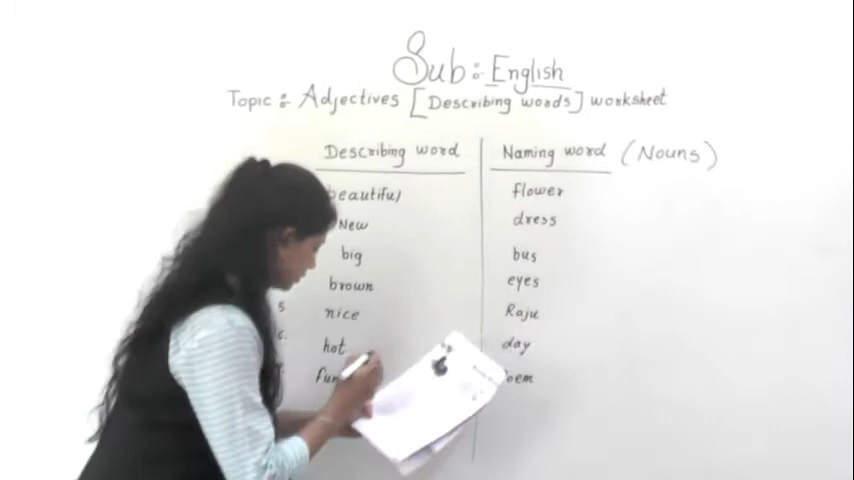 Sub:- English
Topic:- Adjectives [Describing words] worksheet
Describing word Naming word (Nouns)
beautiful flower
New dress
big bus
brown eyes
5. nice Raju
hot day